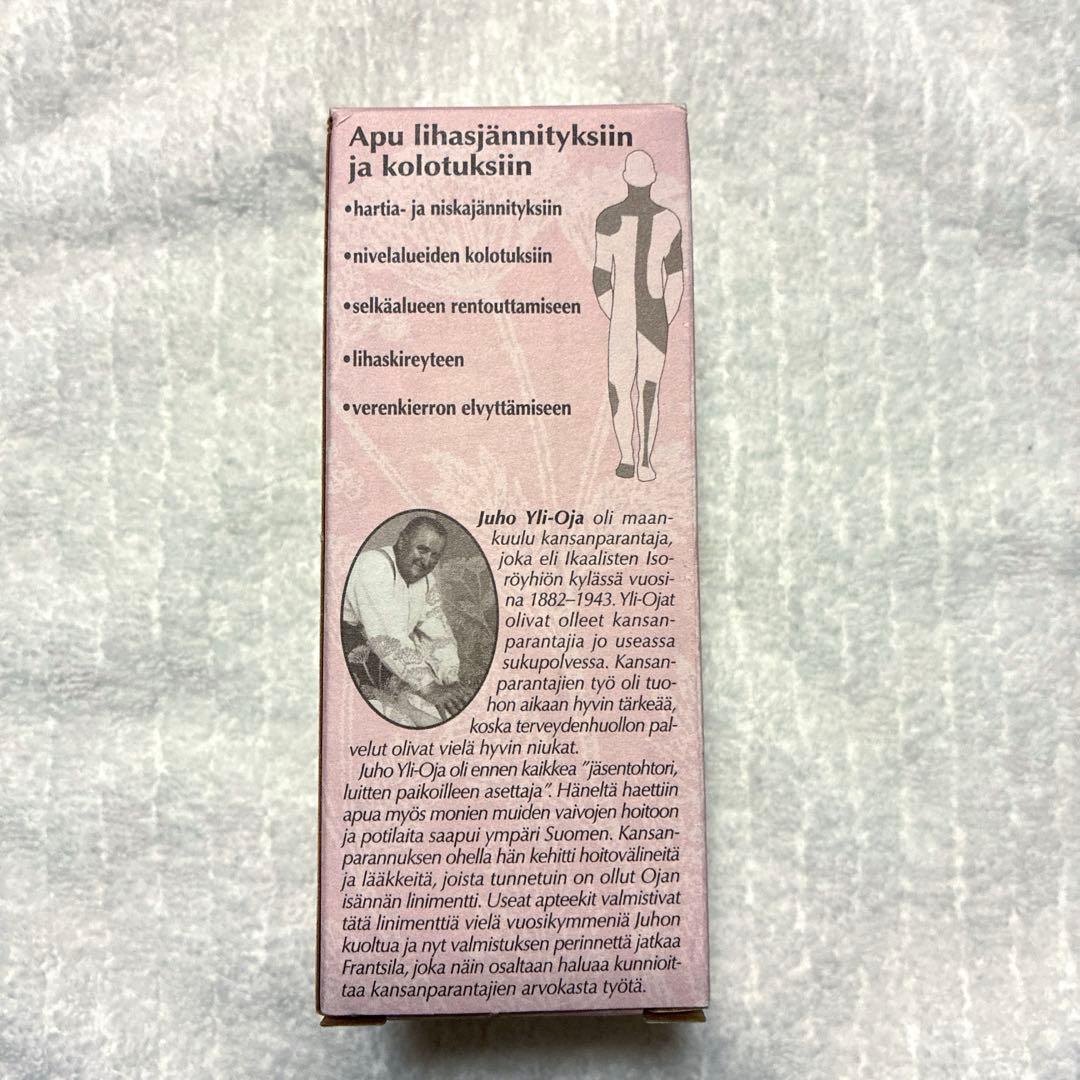 Apu lihasjännityksiin
ja kolotuksiin
•hartia- ja niskajännityksiin
•nivelalueiden kolotuksiin
•selkäalueen rentouttamiseen
•lihaskireyteen
•verenkierron elvyttämiseen
Juho Yli-Oja oli maan-
kuulu kansanparantaja,
joka eli Ikaalisten Iso-
röyhiön kylässä vuosi-
na 1882–1943. Yli-Ojat
olivat olleet kansan-
parantajia jo useassa
sukupolvessa. Kansan-
parantajien työ oli tuo-
hon aikaan hyvin tärkeää,
koska terveydenhuollon pal-
velut olivat vielä hyvin niukat.
Juho Yli-Oja oli ennen kaikkea "jäsentohtori,
luitten paikoilleen asettaja". Häneltä haettiin
apua myös monien muiden vaivojen hoitoon
ja potilaita saapui ympäri Suomen. Kansan-
parannuksen ohella hän kehitti hoitovälineitä
ja lääkkeitä, joista tunnetuin on ollut Ojan
isännän linimentti. Useat apteekit valmistivat
tätä linimenttiä vielä vuosikymmeniä Juhon
kuoltua ja nyt valmistuksen perinnettä jatkaa
Frantsila, joka näin osaltaan haluaa kunnioit-
taa kansanparantajien arvokasta työtä.